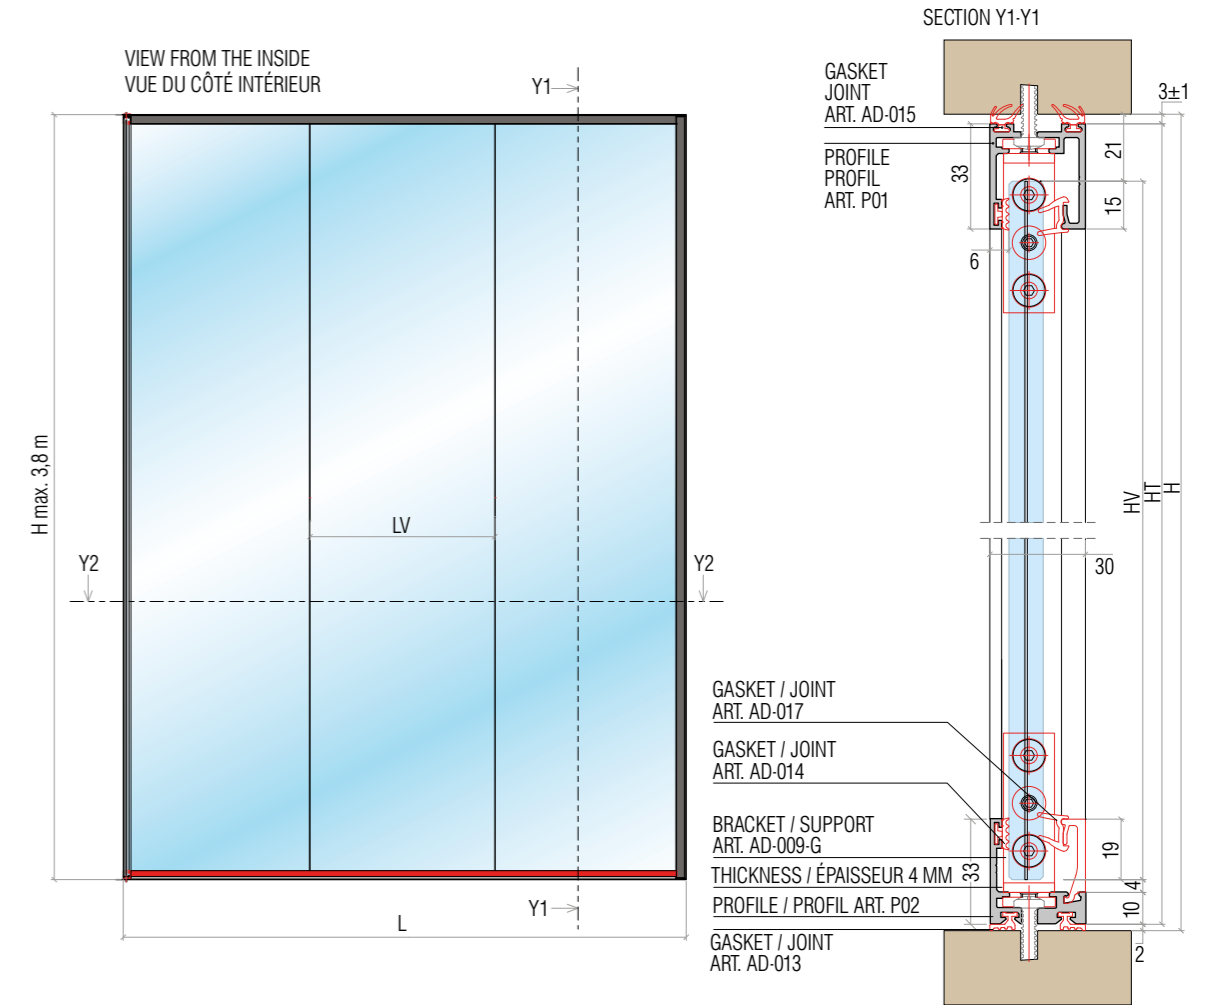 SECTION Y1-Y1
VIEW FROM THE INSIDE
VUE DU CÔTÉ INTÉRIEUR
Y1
H max. 3,8 m
LV
Y2
Y2
Y1
L
GASKET
JOINT
ART. AD-015
PROFILE
PROFIL
ART. P01
3±1
33
21
15
6
HV
HT
H
30
GASKET / JOINT
ART. AD-017
GASKET / JOINT
ART. AD-014
BRACKET / SUPPORT
ART. AD-009-G
THICKNESS / ÉPAISSEUR 4 MM
PROFILE / PROFIL ART. P02
GASKET / JOINT
ART. AD-013
33
19
4
10
2